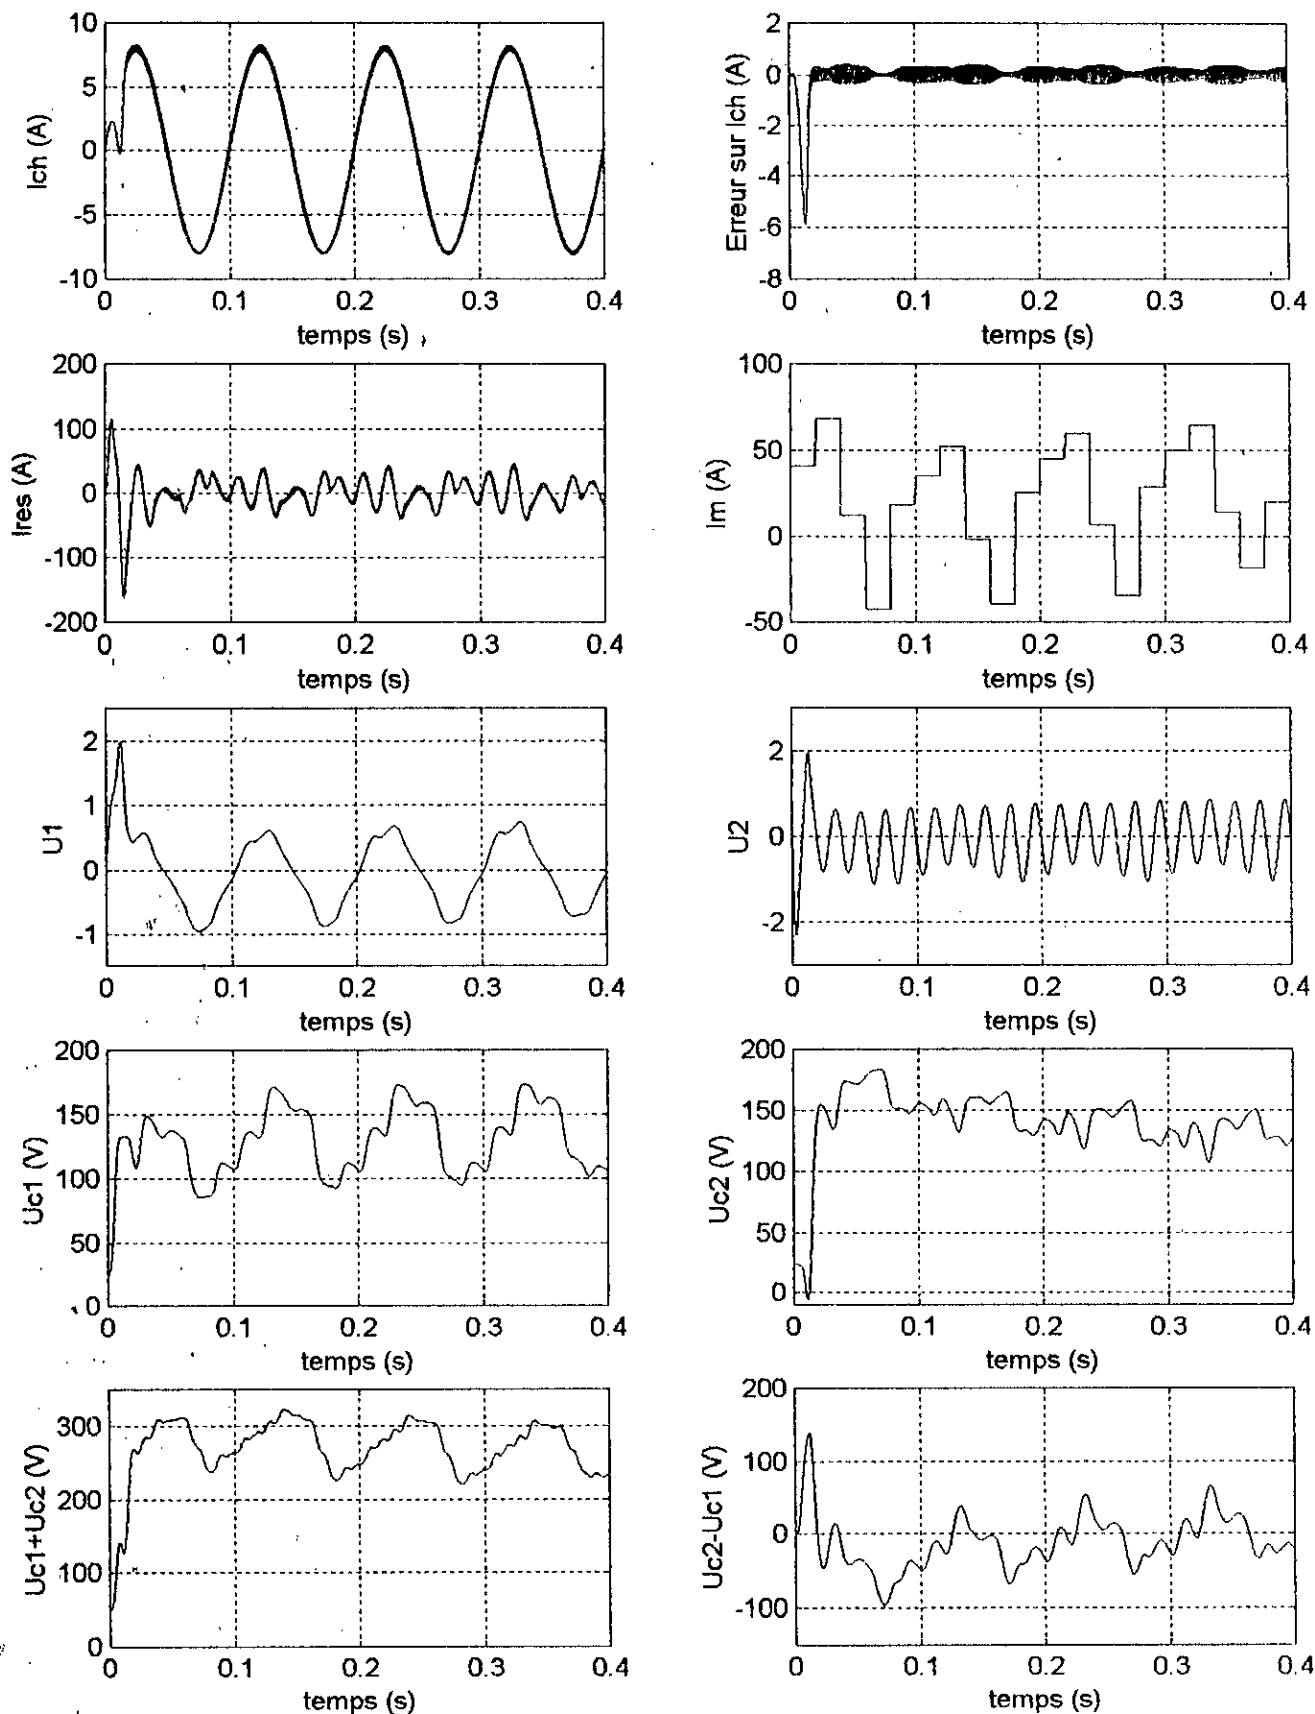 10
5
0
-5
-10
Ich (A)
0 0.1 0.2 0.3 0.4
temps (s)
2
0
-2
-4
-6
-8
Erreur sur Ich (A)
0 0.1 0.2 0.3 0.4
temps (s)
200
100
0
-100
-200
Ires (A)
0 0.1 0.2 0.3 0.4
temps (s)
100
50
0
-50
Im (A)
0 0.1 0.2 0.3 0.4
temps (s)
2
1
0
-1
U1
0 0.1 0.2 0.3 0.4
temps (s)
2
0
-2
U2
0 0.1 0.2 0.3 0.4
temps (s)
200
150
100
50
0
Uc1 (V)
0 0.1 0.2 0.3 0.4
temps (s)
200
150
100
50
0
Uc2 (V)
0 0.1 0.2 0.3 0.4
temps (s)
300
200
100
0
Uc1+Uc2 (V)
0 0.1 0.2 0.3 0.4
temps (s)
200
100
0
-100
Uc2-Uc1 (V)
0 0.1 0.2 0.3 0.4
temps (s)